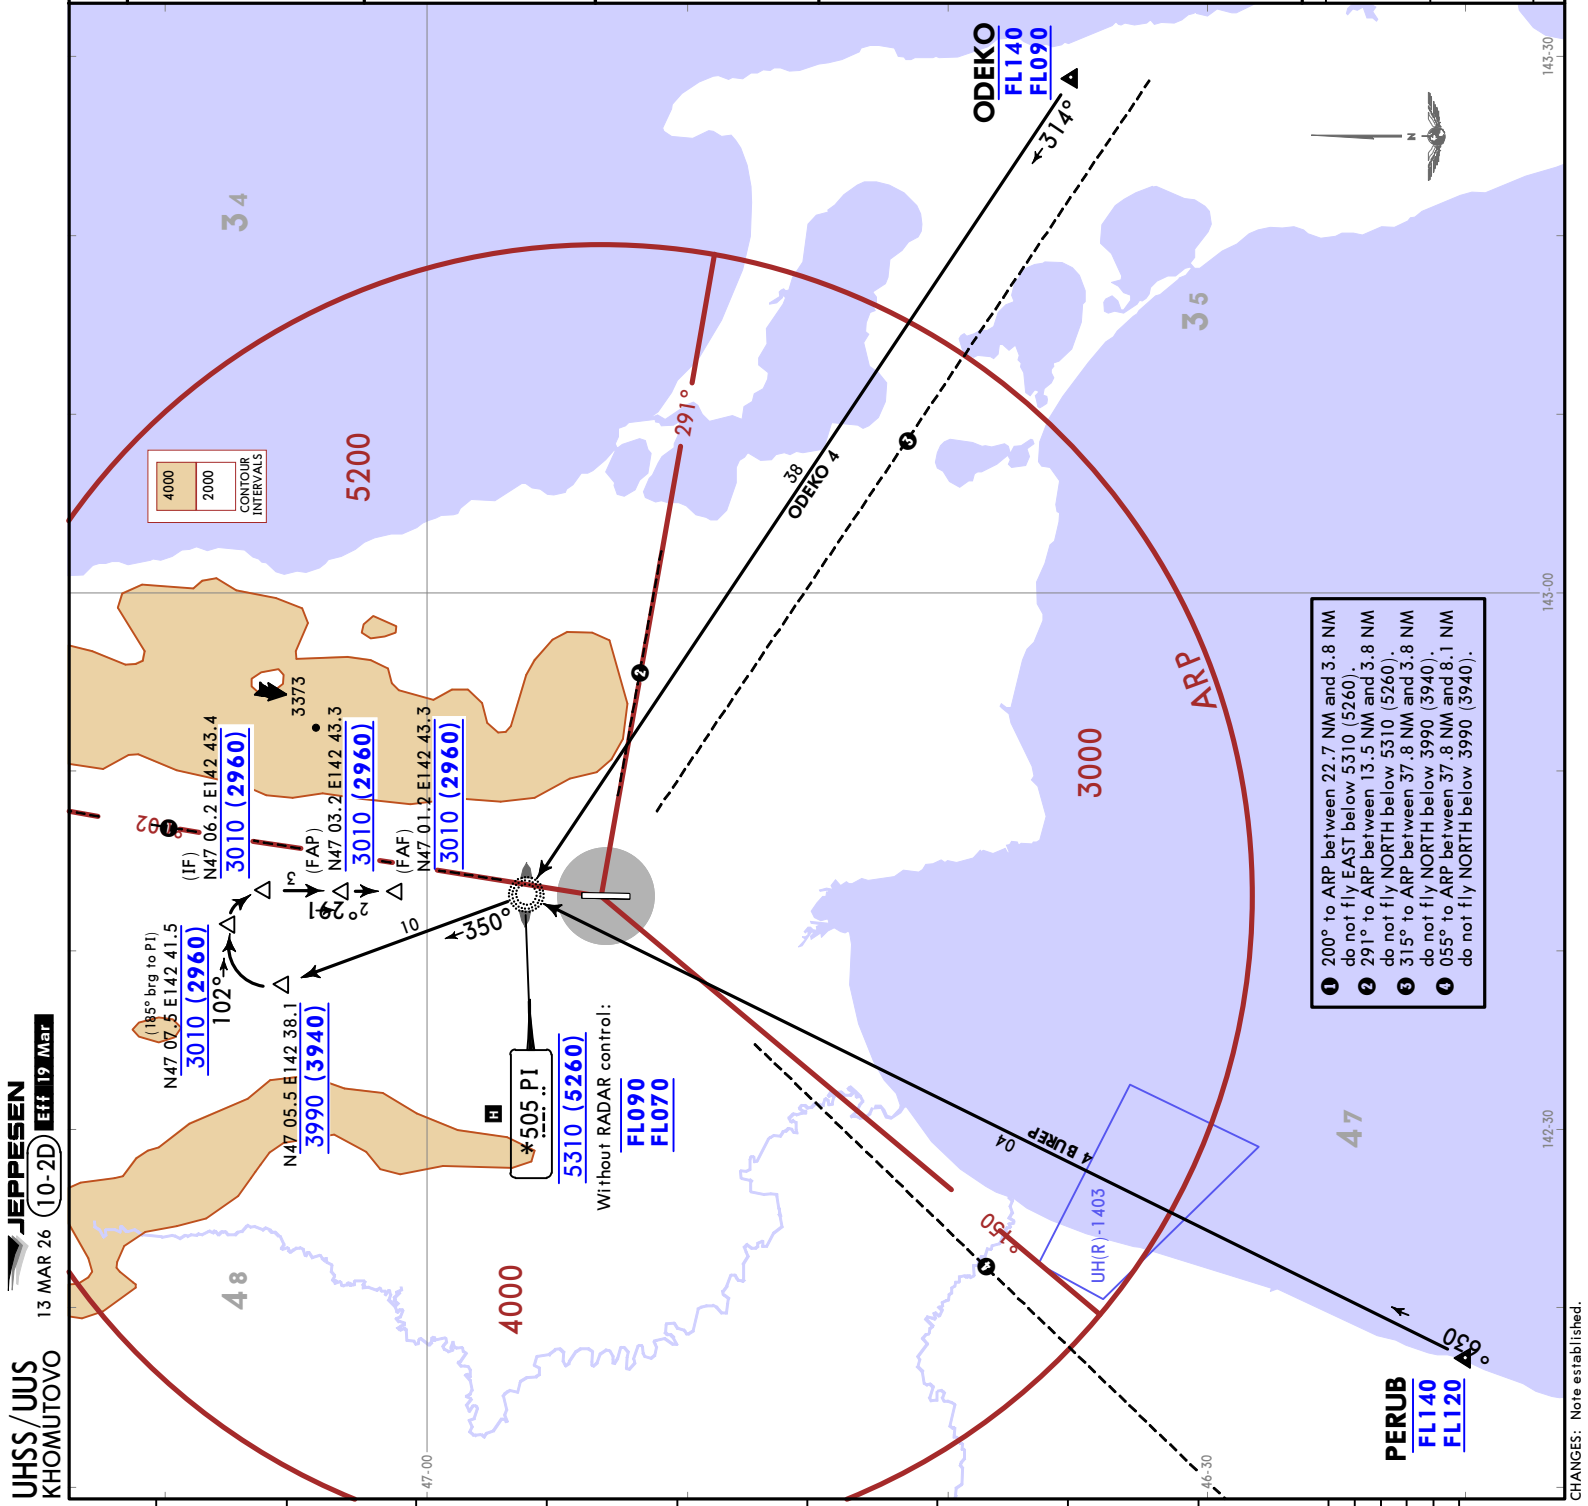 UHSS/UUS
KHOMUTOVO
JEPPESEN
13 MAR 26
10-2D
Eff 19 Mar
ODEKO
FL140
FL090
314°
38
ODEKO 4
34
35
47
48
5200
3000
4000
4000
2000
CONTOUR
INTERVALS
291°
ARP
3373
(IF)
N47 06.2 E142 43.4
3010 (2960)
3
(FAP)
N47 03.2 E142 43.3
3010 (2960)
2
(FAF)
N47 01.2 E142 43.3
3010 (2960)
(185° brg to PI)
N47 07.5 E142 41.5
3010 (2960)
102°
N47 05.5 E142 38.1
3990 (3940)
10
350°
H
*505 PI
5310 (5260)
Without RADAR control:
FL090
FL070
UH(R)-1403
PERUB
FL140
FL120
1 200° to ARP between 22.7 NM and 3.8 NM
do not fly EAST below 5310 (5260).
2 291° to ARP between 13.5 NM and 3.8 NM
do not fly NORTH below 5310 (5260).
3 315° to ARP between 37.8 NM and 3.8 NM
do not fly NORTH below 3990 (3940).
4 055° to ARP between 37.8 NM and 8.1 NM
do not fly NORTH below 3990 (3940).
N
47-00
46-30
143-30
143-00
142-30
CHANGES: Note established.